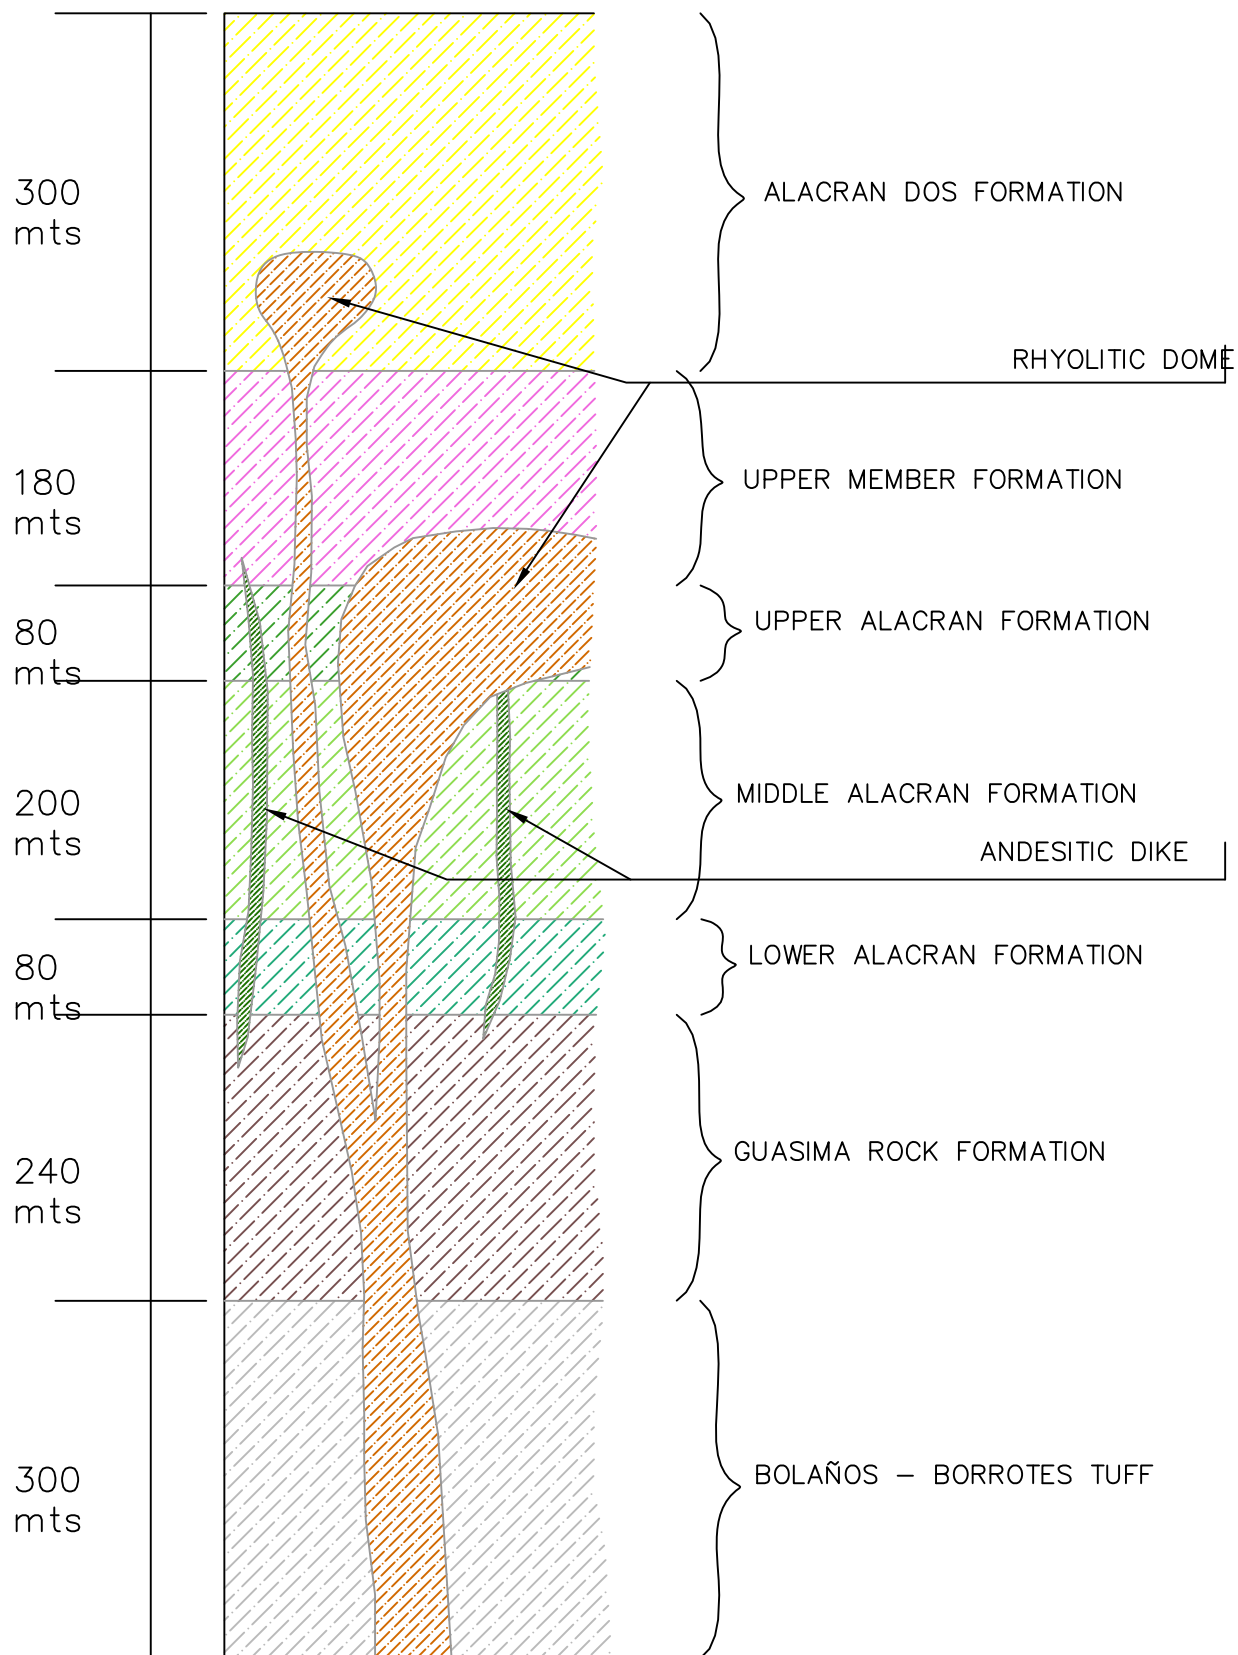 300
mts
ALACRAN DOS FORMATION
RHYOLITIC DOME
180
mts
UPPER MEMBER FORMATION
80
mts
UPPER ALACRAN FORMATION
200
mts
MIDDLE ALACRAN FORMATION
ANDESITIC DIKE
80
mts
LOWER ALACRAN FORMATION
240
mts
GUASIMA ROCK FORMATION
300
mts
BOLAÑOS – BORROTES TUFF